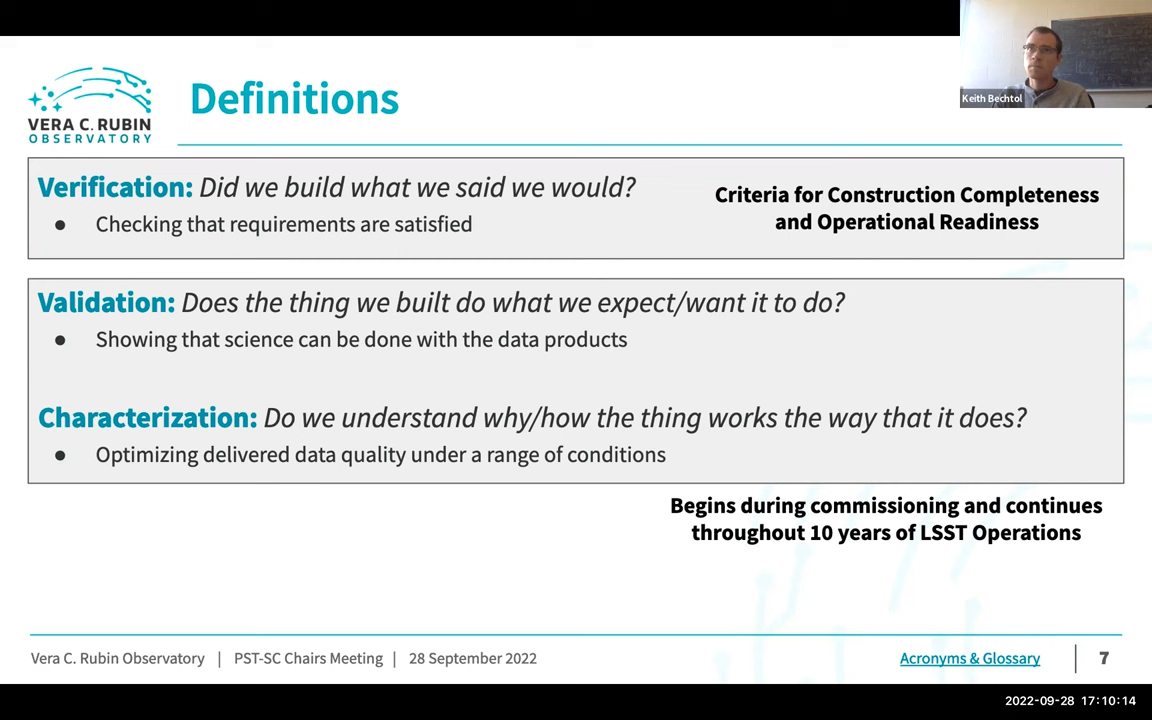 Keith Bechtol
VERA C. RUBIN
OBSERVATORY
Definitions
Verification: Did we build what we said we would?
● Checking that requirements are satisfied
Criteria for Construction Completeness
and Operational Readiness
Validation: Does the thing we built do what we expect/want it to do?
● Showing that science can be done with the data products
Characterization: Do we understand why/how the thing works the way that it does?
● Optimizing delivered data quality under a range of conditions
Begins during commissioning and continues
throughout 10 years of LSST Operations
Vera C. Rubin Observatory | PST-SC Chairs Meeting | 28 September 2022
Acronyms & Glossary | 7
2022-09-28 17:10:14